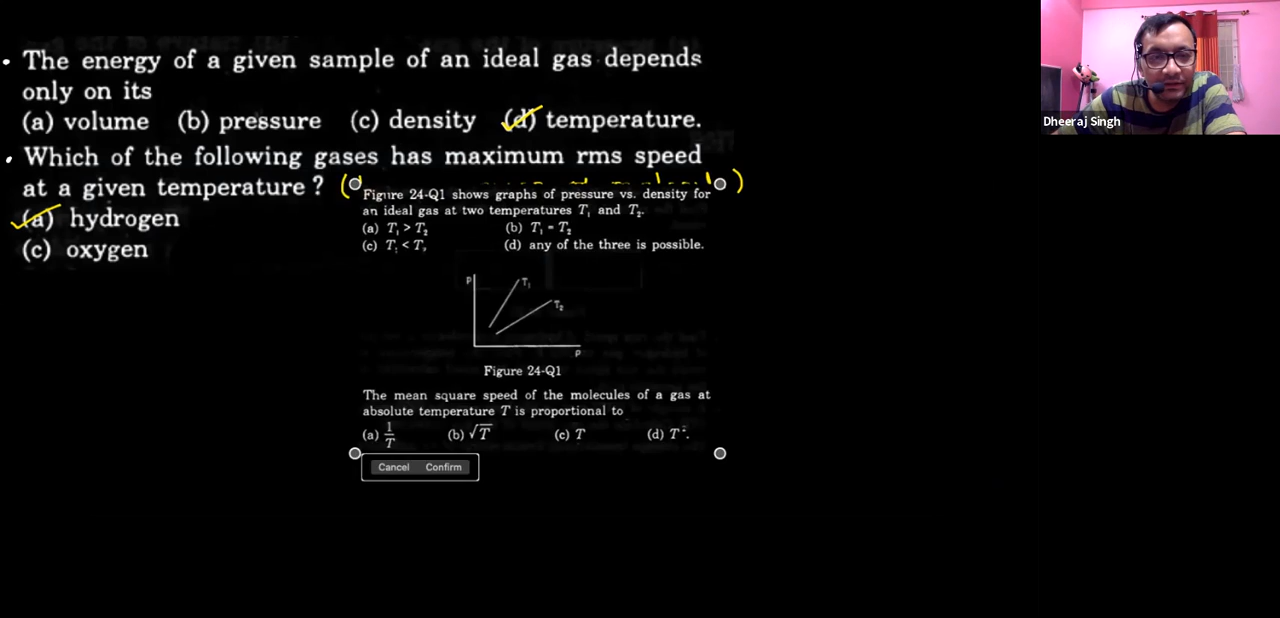 • The energy of a given sample of an ideal gas depends
only on its
(a) volume (b) pressure (c) density (d) temperature.
• Which of the following gases has maximum rms speed
at a given temperature ? ( )
(a) hydrogen
(c) oxygen
Figure 24-Q1 shows graphs of pressure vs. density for
an ideal gas at two temperatures T₁ and T₂.
(a) T₁ > T₂ (b) T₁ = T₂
(c) T₁ < T₂ (d) any of the three is possible.
P
T₁
T₂
ρ
Figure 24-Q1
The mean square speed of the molecules of a gas at
absolute temperature T is proportional to
(a) 1/T (b) √T (c) T (d) T².
Cancel Confirm
Dheeraj Singh